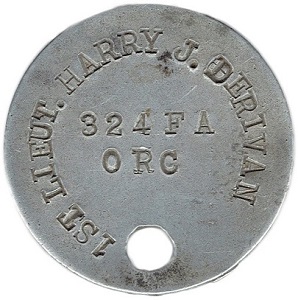 1ST LIEUT. HARRY J. DERIVAN
324 FA
ORC